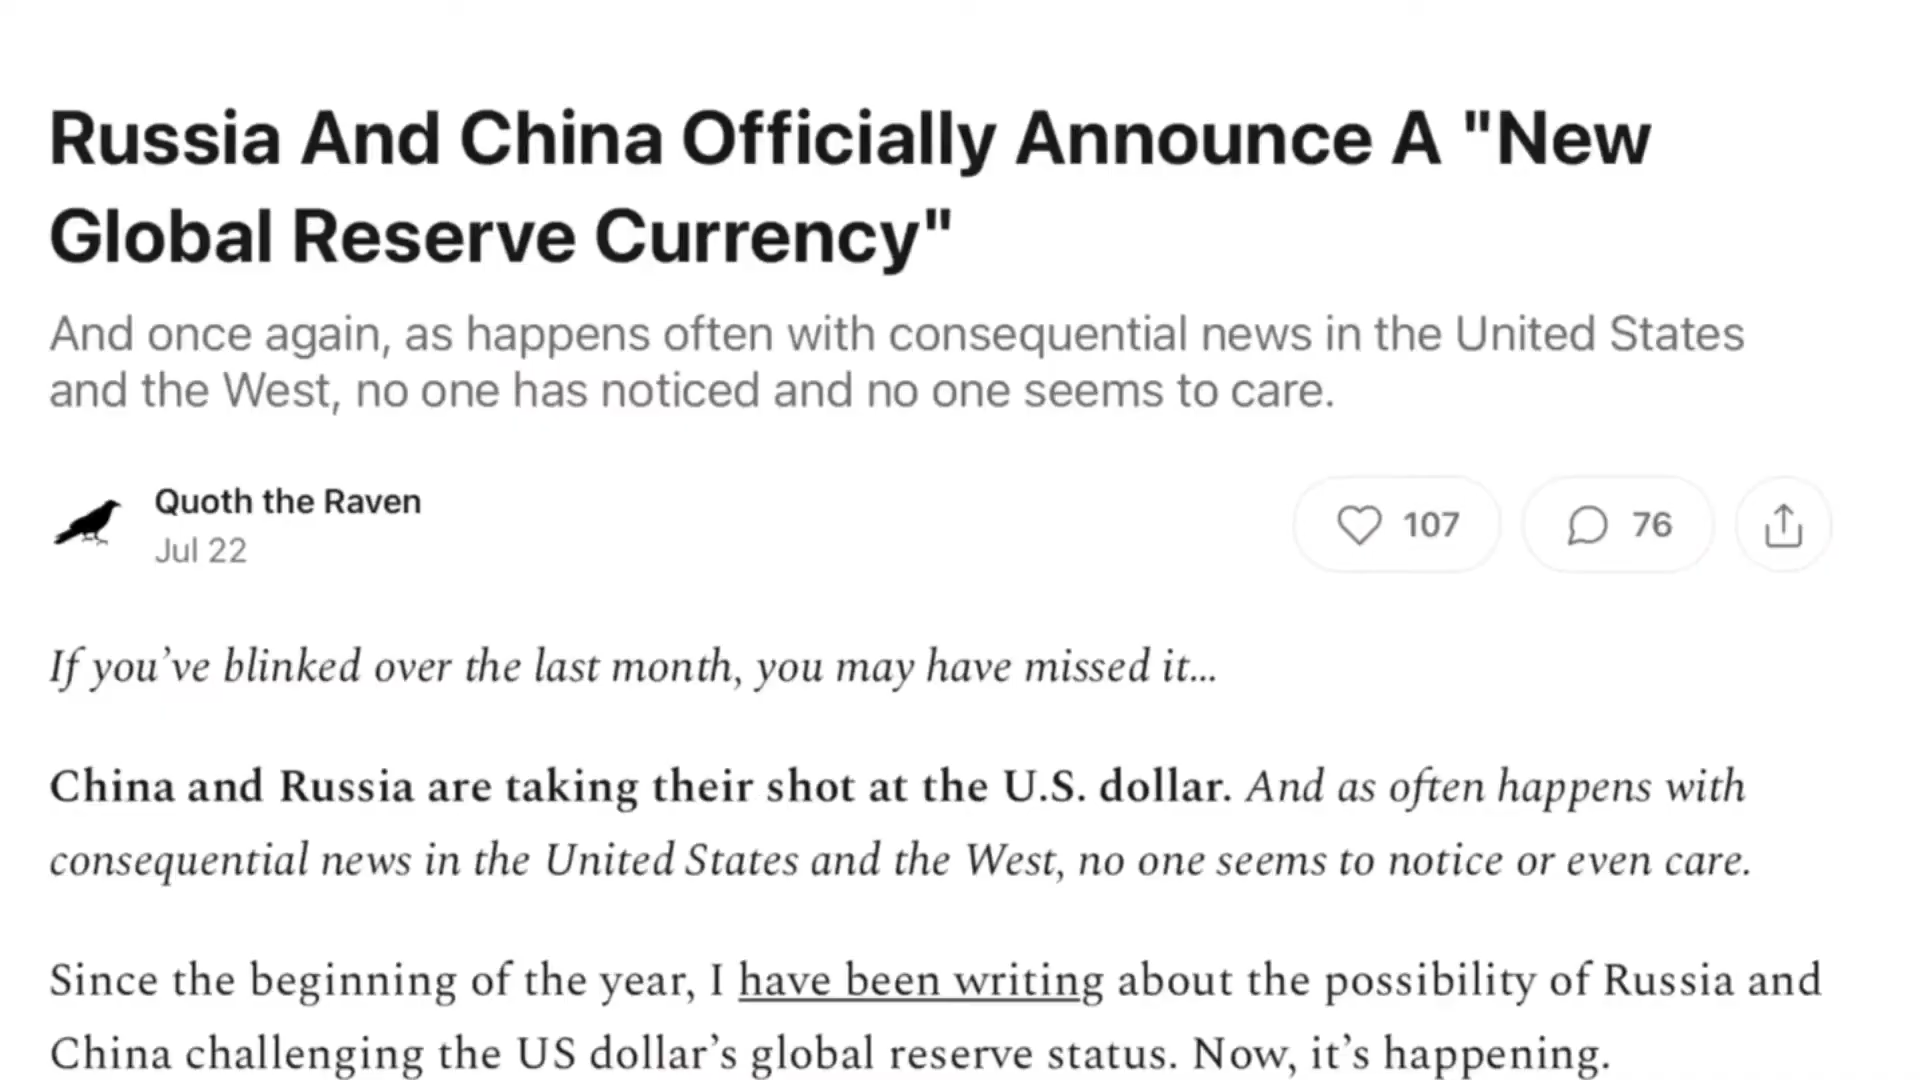 Russia And China Officially Announce A "New
Global Reserve Currency"
And once again, as happens often with consequential news in the United States
and the West, no one has noticed and no one seems to care.
Quoth the Raven
Jul 22
107
76
If you’ve blinked over the last month, you may have missed it...
China and Russia are taking their shot at the U.S. dollar. And as often happens with
consequential news in the United States and the West, no one seems to notice or even care.
Since the beginning of the year, I have been writing about the possibility of Russia and
China challenging the US dollar’s global reserve status. Now, it’s happening.